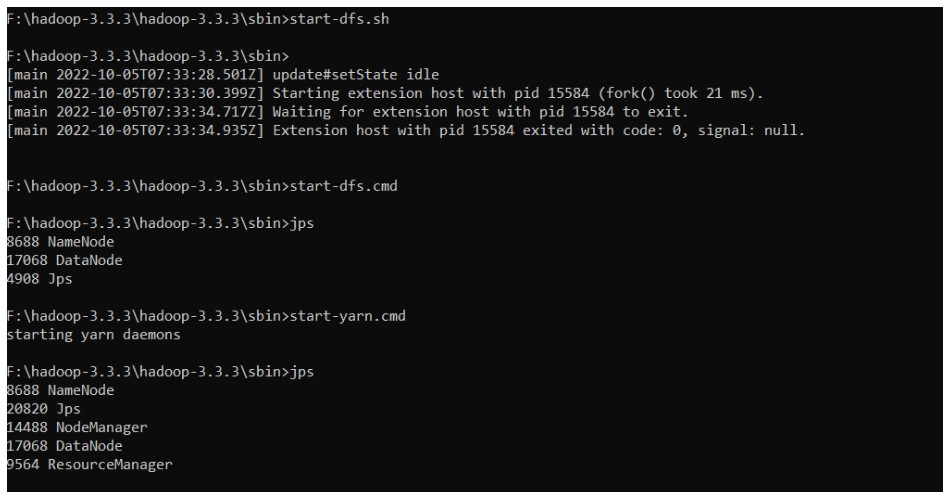 F:\hadoop-3.3.3\hadoop-3.3.3\sbin>start-dfs.sh
F:\hadoop-3.3.3\hadoop-3.3.3\sbin>
[main 2022-10-05T07:33:28.501Z] update#setState idle
[main 2022-10-05T07:33:30.399Z] Starting extension host with pid 15584 (fork() took 21 ms).
[main 2022-10-05T07:33:34.717Z] Waiting for extension host with pid 15584 to exit.
[main 2022-10-05T07:33:34.935Z] Extension host with pid 15584 exited with code: 0, signal: null.
F:\hadoop-3.3.3\hadoop-3.3.3\sbin>start-dfs.cmd
F:\hadoop-3.3.3\hadoop-3.3.3\sbin>jps
8688 NameNode
17068 DataNode
4908 Jps
F:\hadoop-3.3.3\hadoop-3.3.3\sbin>start-yarn.cmd
starting yarn daemons
F:\hadoop-3.3.3\hadoop-3.3.3\sbin>jps
8688 NameNode
20820 Jps
14488 NodeManager
17068 DataNode
9564 ResourceManager